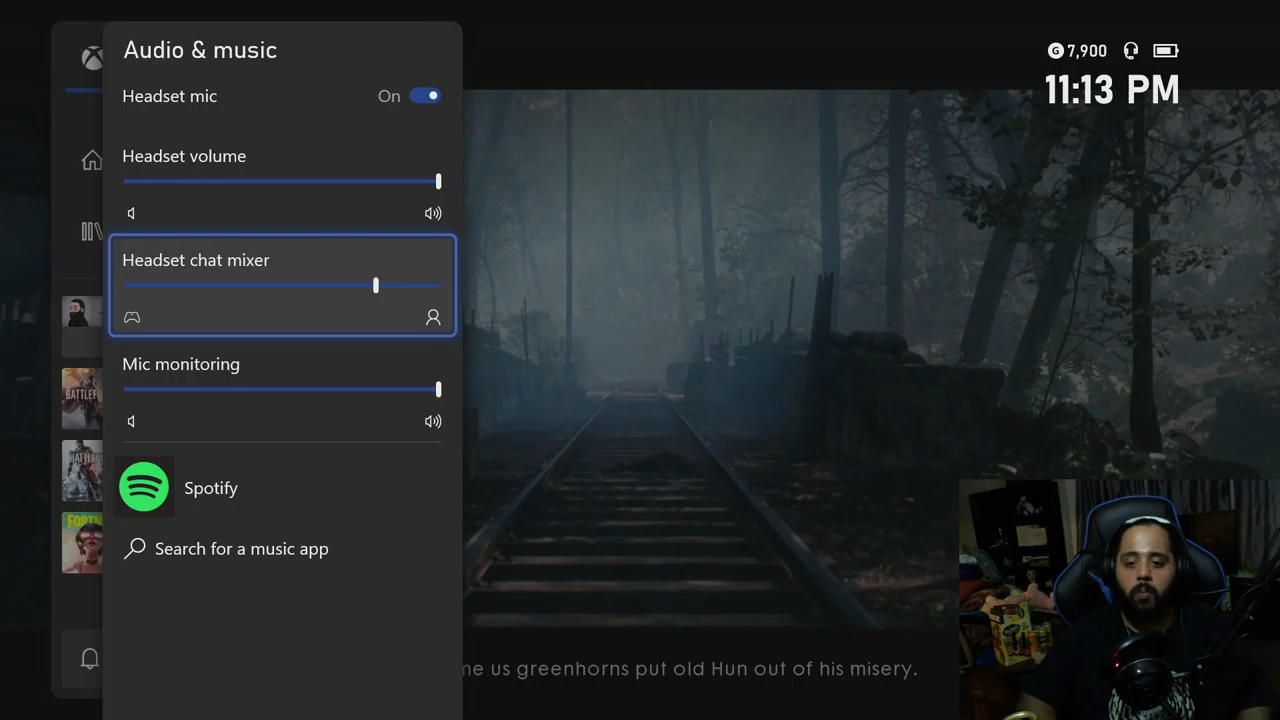 Audio & music
7,900
11:13 PM
Headset mic
On
Headset volume
Headset chat mixer
Mic monitoring
Spotify
Search for a music app
BATTLEFI
me us greenhorns put old Hun out of his misery.